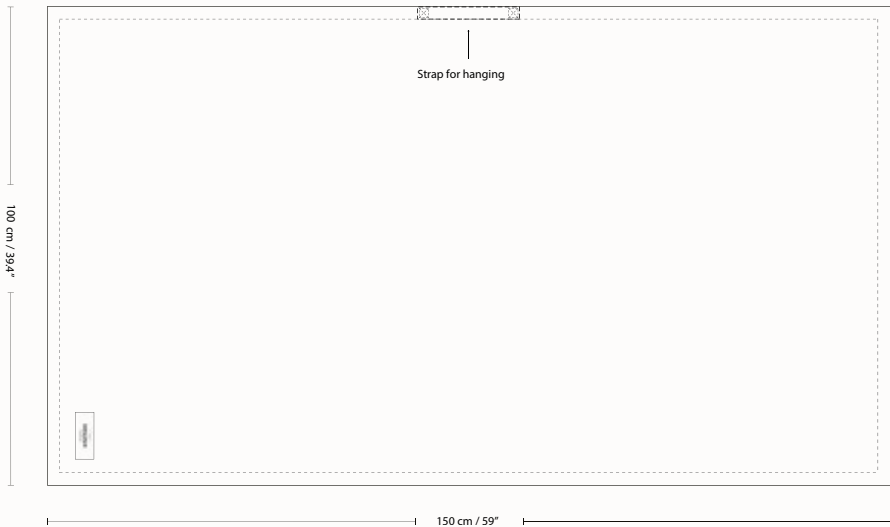 Strap for hanging
100 cm / 39.4”
150 cm / 59”